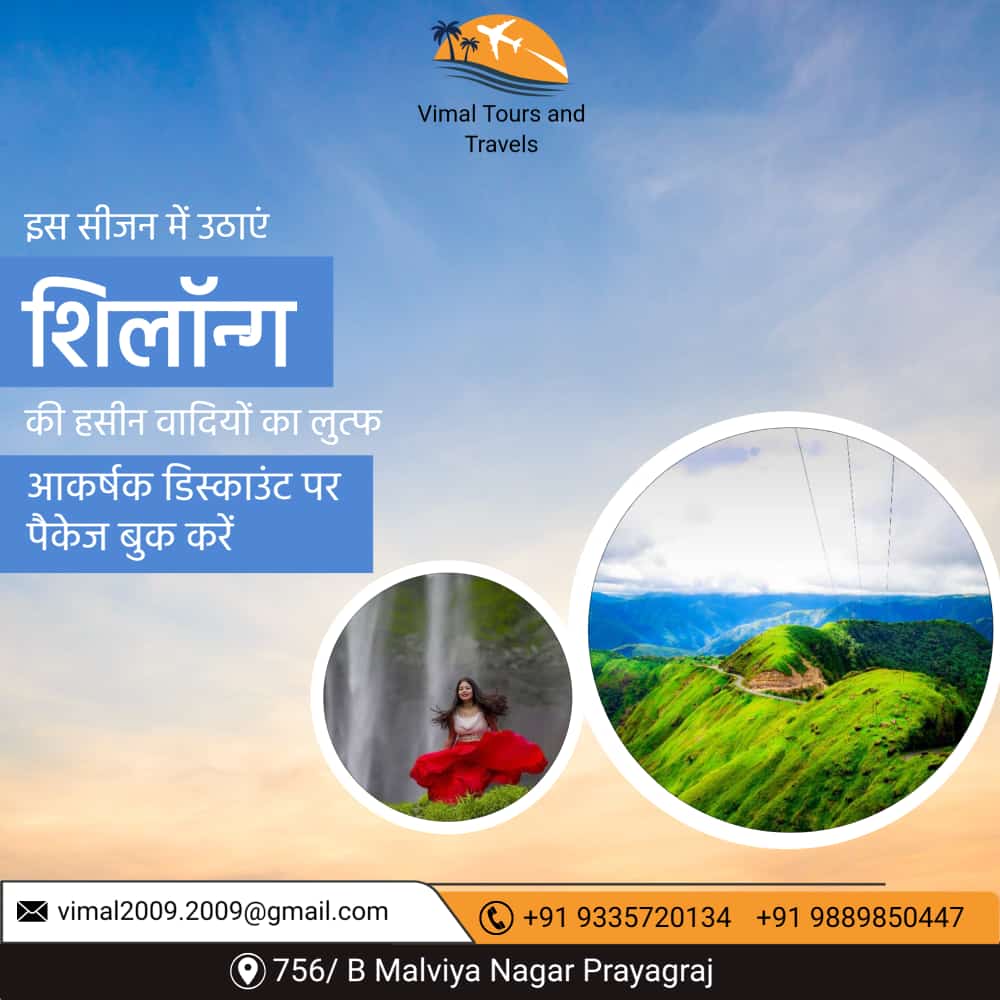 Vimal Tours and
Travels
इस सीजन में उठाएं
शिलॉन्ग
की हसीन वादियों का लुत्फ
आकर्षक डिस्काउंट पर
पैकेज बुक करें
vimal2009.2009@gmail.com
+91 9335720134 +91 9889850447
756/ B Malviya Nagar Prayagraj